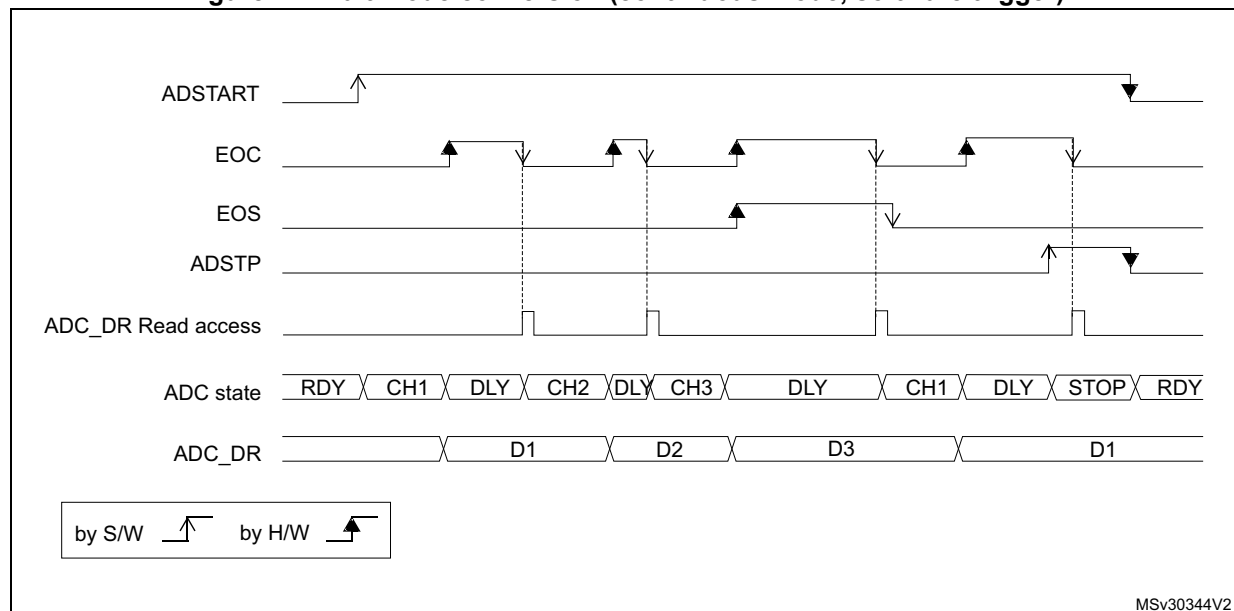 ADSTART
EOC
EOS
ADSTP
ADC_DR Read access
ADC state RDY CH1 DLY CH2 DLY CH3 DLY CH1 DLY STOP RDY
ADC_DR D1 D2 D3 D1
by S/W by H/W
MSv30344V2